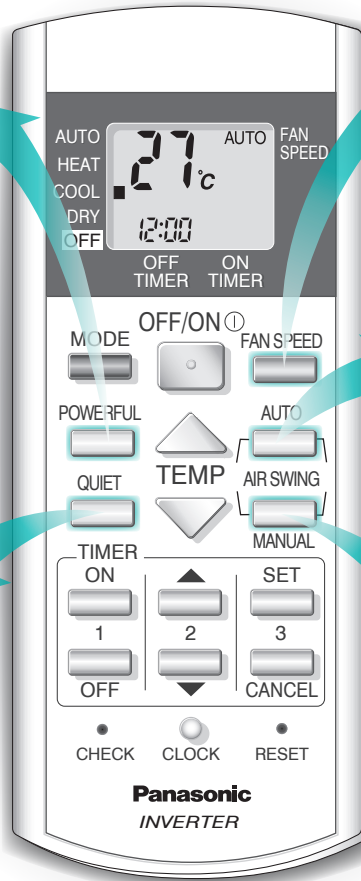 AUTO
HEAT
COOL
DRY
OFF
27 °C
AUTO
FAN
SPEED
12:00
OFF
TIMER
ON
TIMER
OFF/ON
MODE
FAN SPEED
POWERFUL
AUTO
TEMP
QUIET
AIR SWING
MANUAL
TIMER
ON
SET
1 2 3
OFF
CANCEL
CHECK CLOCK RESET
Panasonic
INVERTER